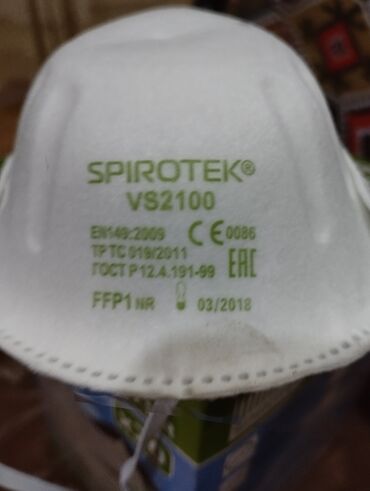 SPIROTEK®
VS2100
EN149:2009 CE 0086
ТР ТС 019/2011
ГОСТ Р 12.4.191-99 EAC
FFP1 NR 03/2018